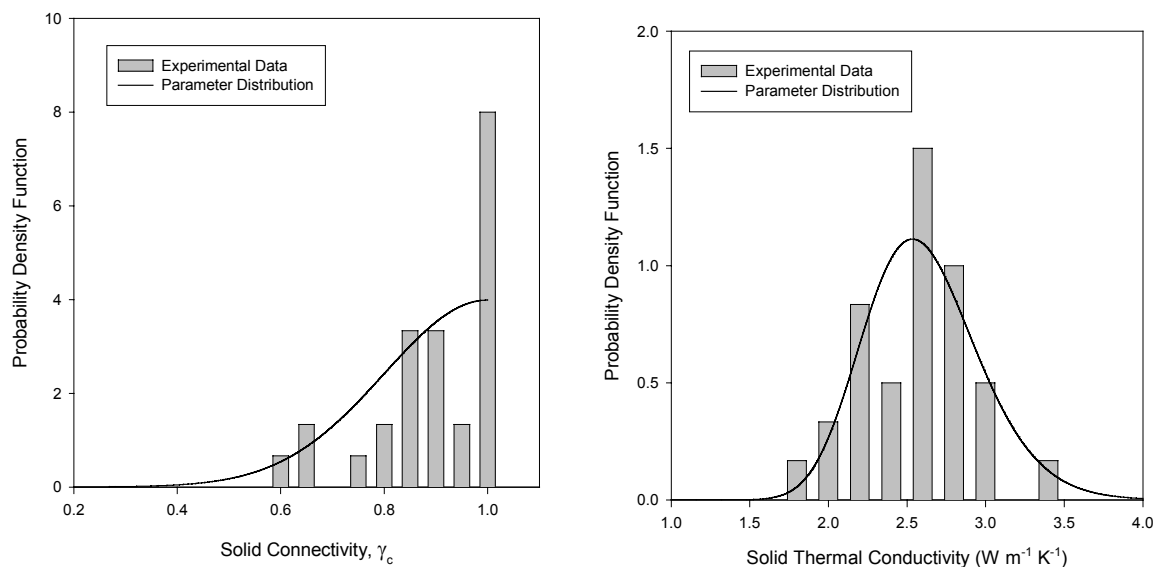 10
8
6
4
2
0
Probability Density Function
Experimental Data
Parameter Distribution
0.2 0.4 0.6 0.8 1.0
Solid Connectivity, γc
2.0
1.5
1.0
0.5
0.0
Probability Density Function
Experimental Data
Parameter Distribution
1.0 1.5 2.0 2.5 3.0 3.5 4.0
Solid Thermal Conductivity (W m⁻¹ K⁻¹)